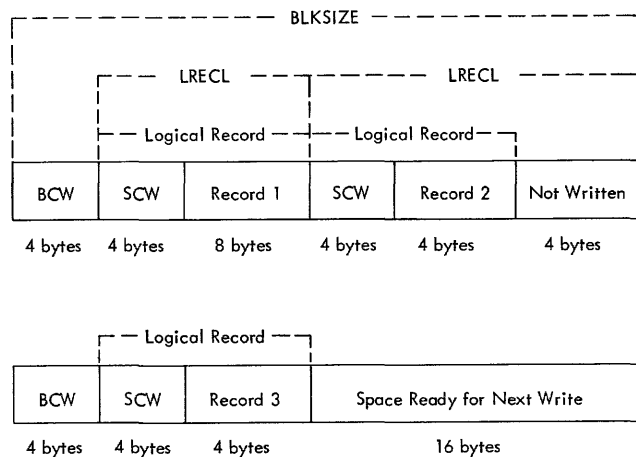 BLKSIZE
LRECL LRECL
Logical Record Logical Record
BCW SCW Record 1 SCW Record 2 Not Written
4 bytes 4 bytes 8 bytes 4 bytes 4 bytes 4 bytes
Logical Record
BCW SCW Record 3 Space Ready for Next Write
4 bytes 4 bytes 4 bytes 16 bytes